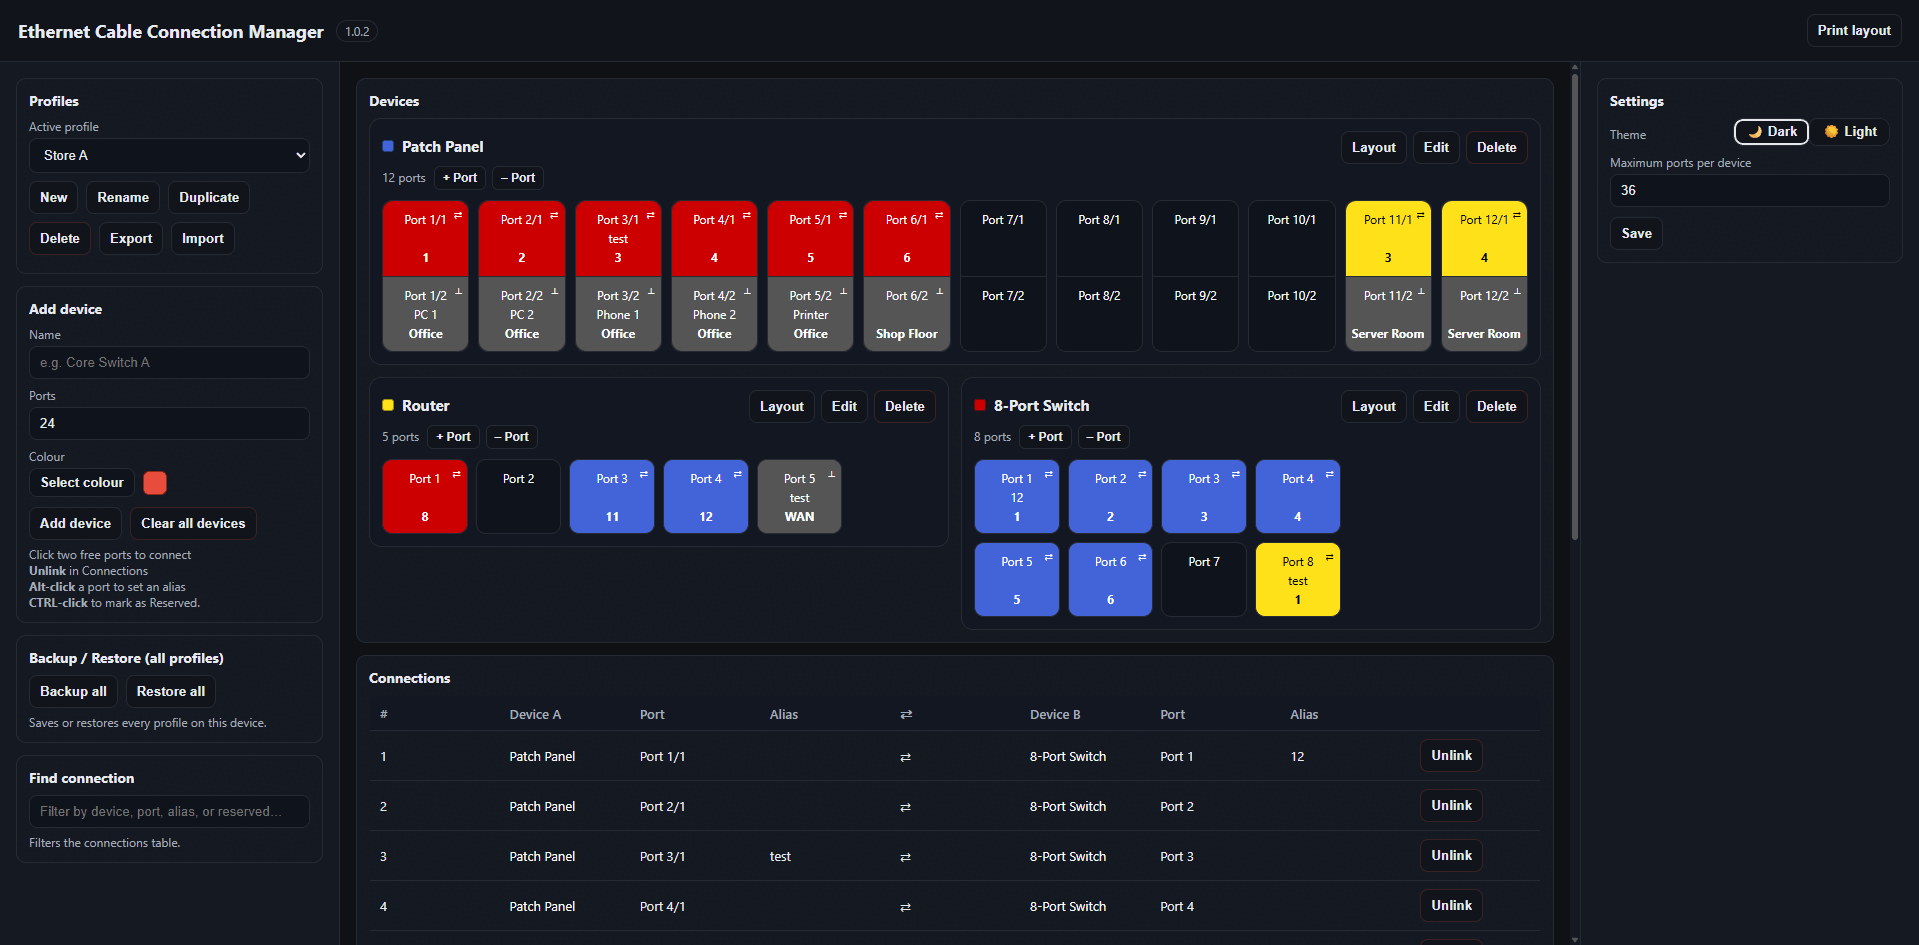 Ethernet Cable Connection Manager 1.0.2
Print layout
Profiles
Active profile
Store A
New Rename Duplicate
Delete Export Import
Add device
Name
e.g. Core Switch A
Ports
24
Colour
Select colour
Add device Clear all devices
Click two free ports to connect
Unlink in Connections
Alt-click a port to set an alias
CTRL-click to mark as Reserved.
Backup / Restore (all profiles)
Backup all Restore all
Saves or restores every profile on this device.
Find connection
Filter by device, port, alias, or reserved...
Filters the connections table.
Devices
Patch Panel
Layout Edit Delete
12 ports + Port – Port
Port 1/1 ⇄ Port 2/1 ⇄ Port 3/1 ⇄ Port 4/1 ⇄ Port 5/1 ⇄ Port 6/1 ⇄ Port 7/1 Port 8/1 Port 9/1 Port 10/1 Port 11/1 ⇄ Port 12/1 ⇄
test
1 2 3 4 5 6 3 4
Port 1/2 ⊥ Port 2/2 ⊥ Port 3/2 ⊥ Port 4/2 ⊥ Port 5/2 ⊥ Port 6/2 ⊥ Port 7/2 Port 8/2 Port 9/2 Port 10/2 Port 11/2 ⊥ Port 12/2 ⊥
PC 1 PC 2 Phone 1 Phone 2 Printer
Office Office Office Office Office Shop Floor Server Room Server Room
Router
Layout Edit Delete
5 ports + Port – Port
Port 1 ⇄ Port 2 Port 3 ⇄ Port 4 ⇄ Port 5 ⊥
test
8 11 12 WAN
8-Port Switch
Layout Edit Delete
8 ports + Port – Port
Port 1 ⇄ Port 2 ⇄ Port 3 ⇄ Port 4 ⇄
12
1 2 3 4
Port 5 ⇄ Port 6 ⇄ Port 7 Port 8 ⇄
test
5 6 1
Connections
# Device A Port Alias ⇄ Device B Port Alias
1 Patch Panel Port 1/1 ⇄ 8-Port Switch Port 1 12 Unlink
2 Patch Panel Port 2/1 ⇄ 8-Port Switch Port 2 Unlink
3 Patch Panel Port 3/1 test ⇄ 8-Port Switch Port 3 Unlink
4 Patch Panel Port 4/1 ⇄ 8-Port Switch Port 4 Unlink
Settings
Theme 🌙 Dark Light
Maximum ports per device
36
Save